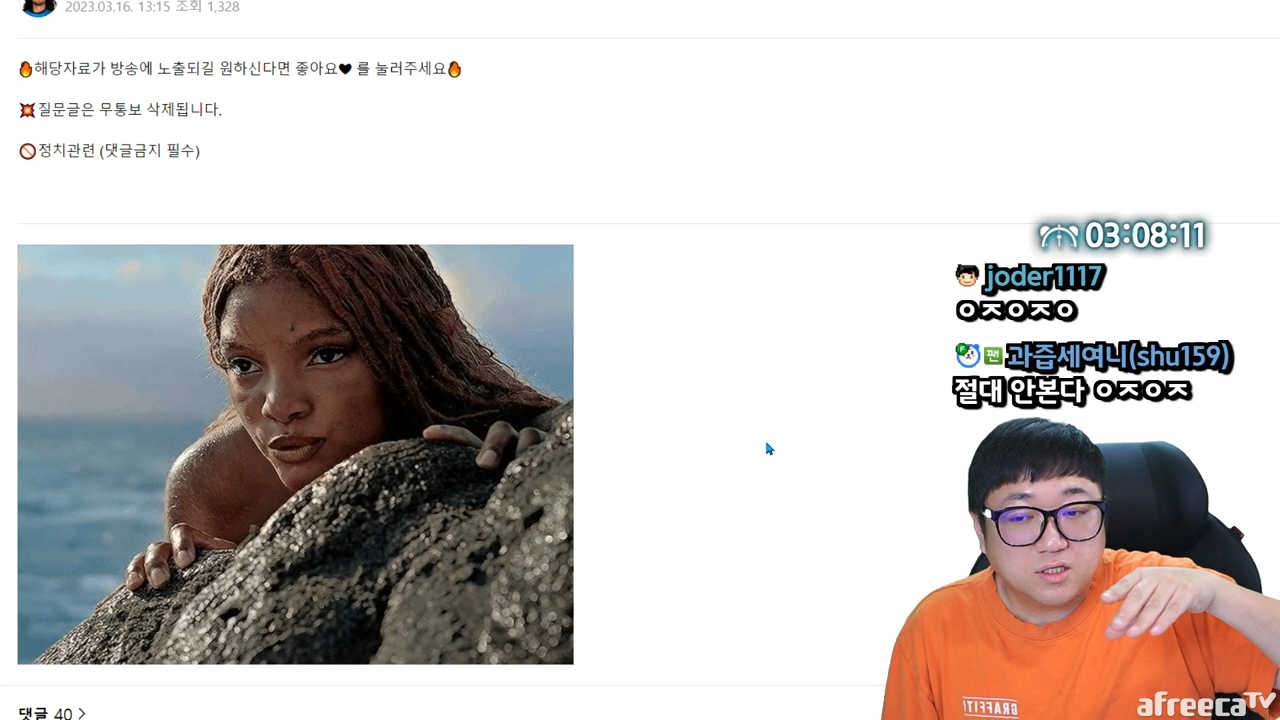 2023.03.16. 13:15 조회 1,328
🔥해당자료가 방송에 노출되길 원하신다면 좋아요🖤 를 눌러주세요🔥
💥질문글은 무통보 삭제됩니다.
🚫정치관련 (댓글금지 필수)
03:08:11
joder1117
ㅇㅈㅇㅈㅇ
F 팬 과즙세여니(shu159)
절대 안본다 ㅇㅈㅇㅈ
GRAFFITI
afreecaTV
댓글 40 >